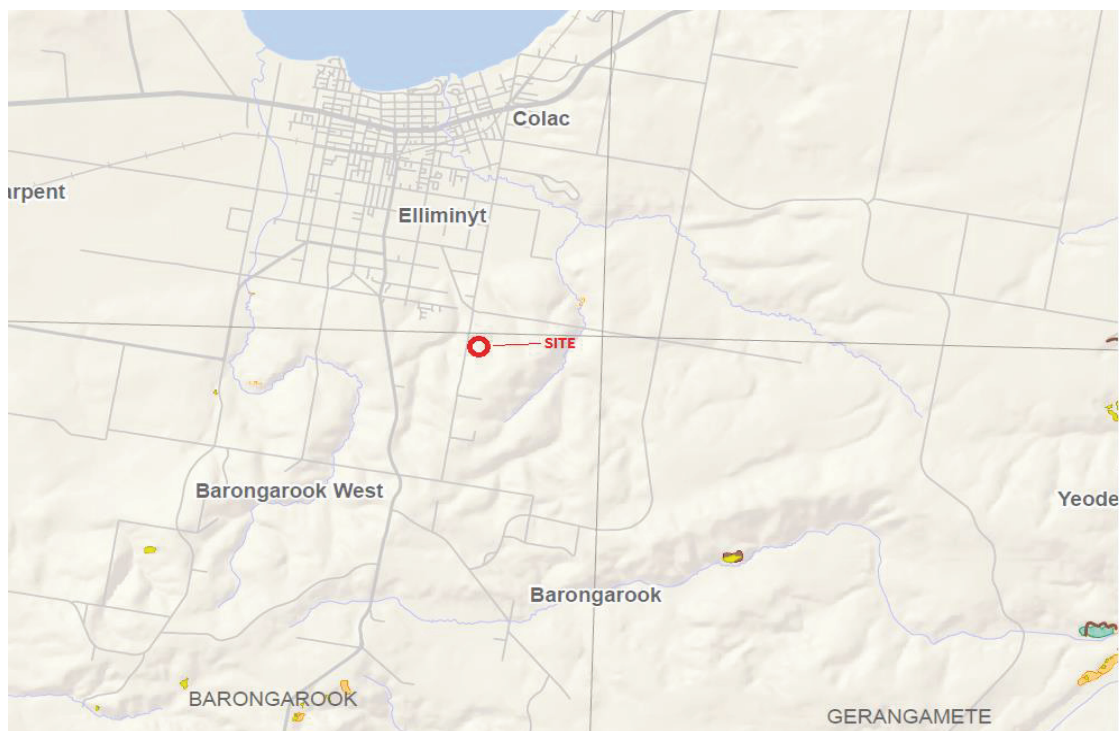 Colac
arpent
Elliminyt
SITE
Barongarook West
Yeode
Barongarook
BARONGAROOK
GERANGAMETE